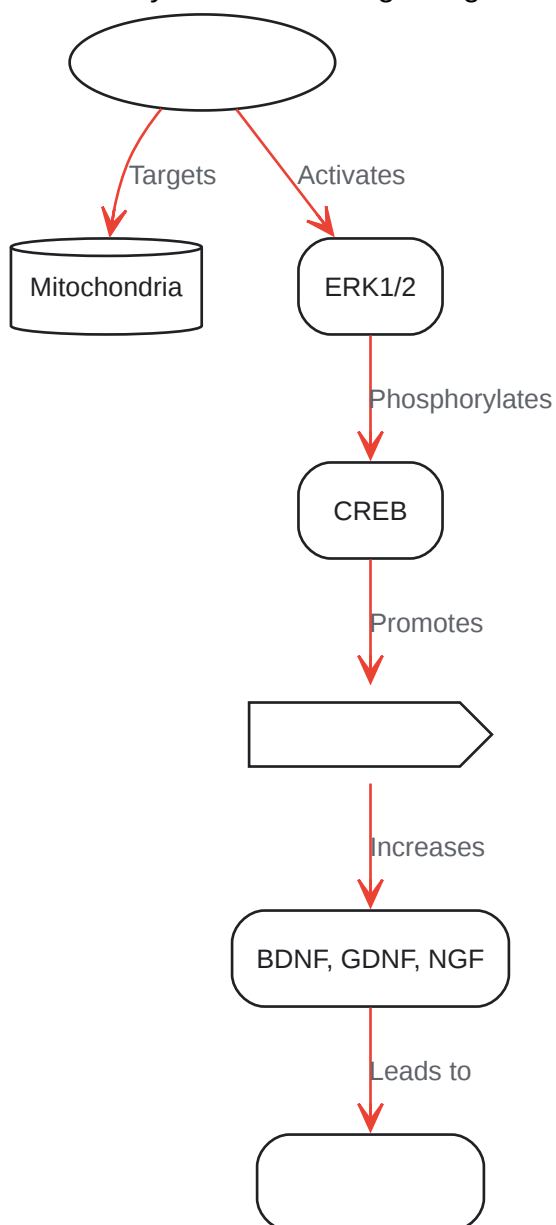 Targets
Activates
Mitochondria
ERK1/2
Phosphorylates
CREB
Promotes
Increases
BDNF, GDNF, NGF
Leads to